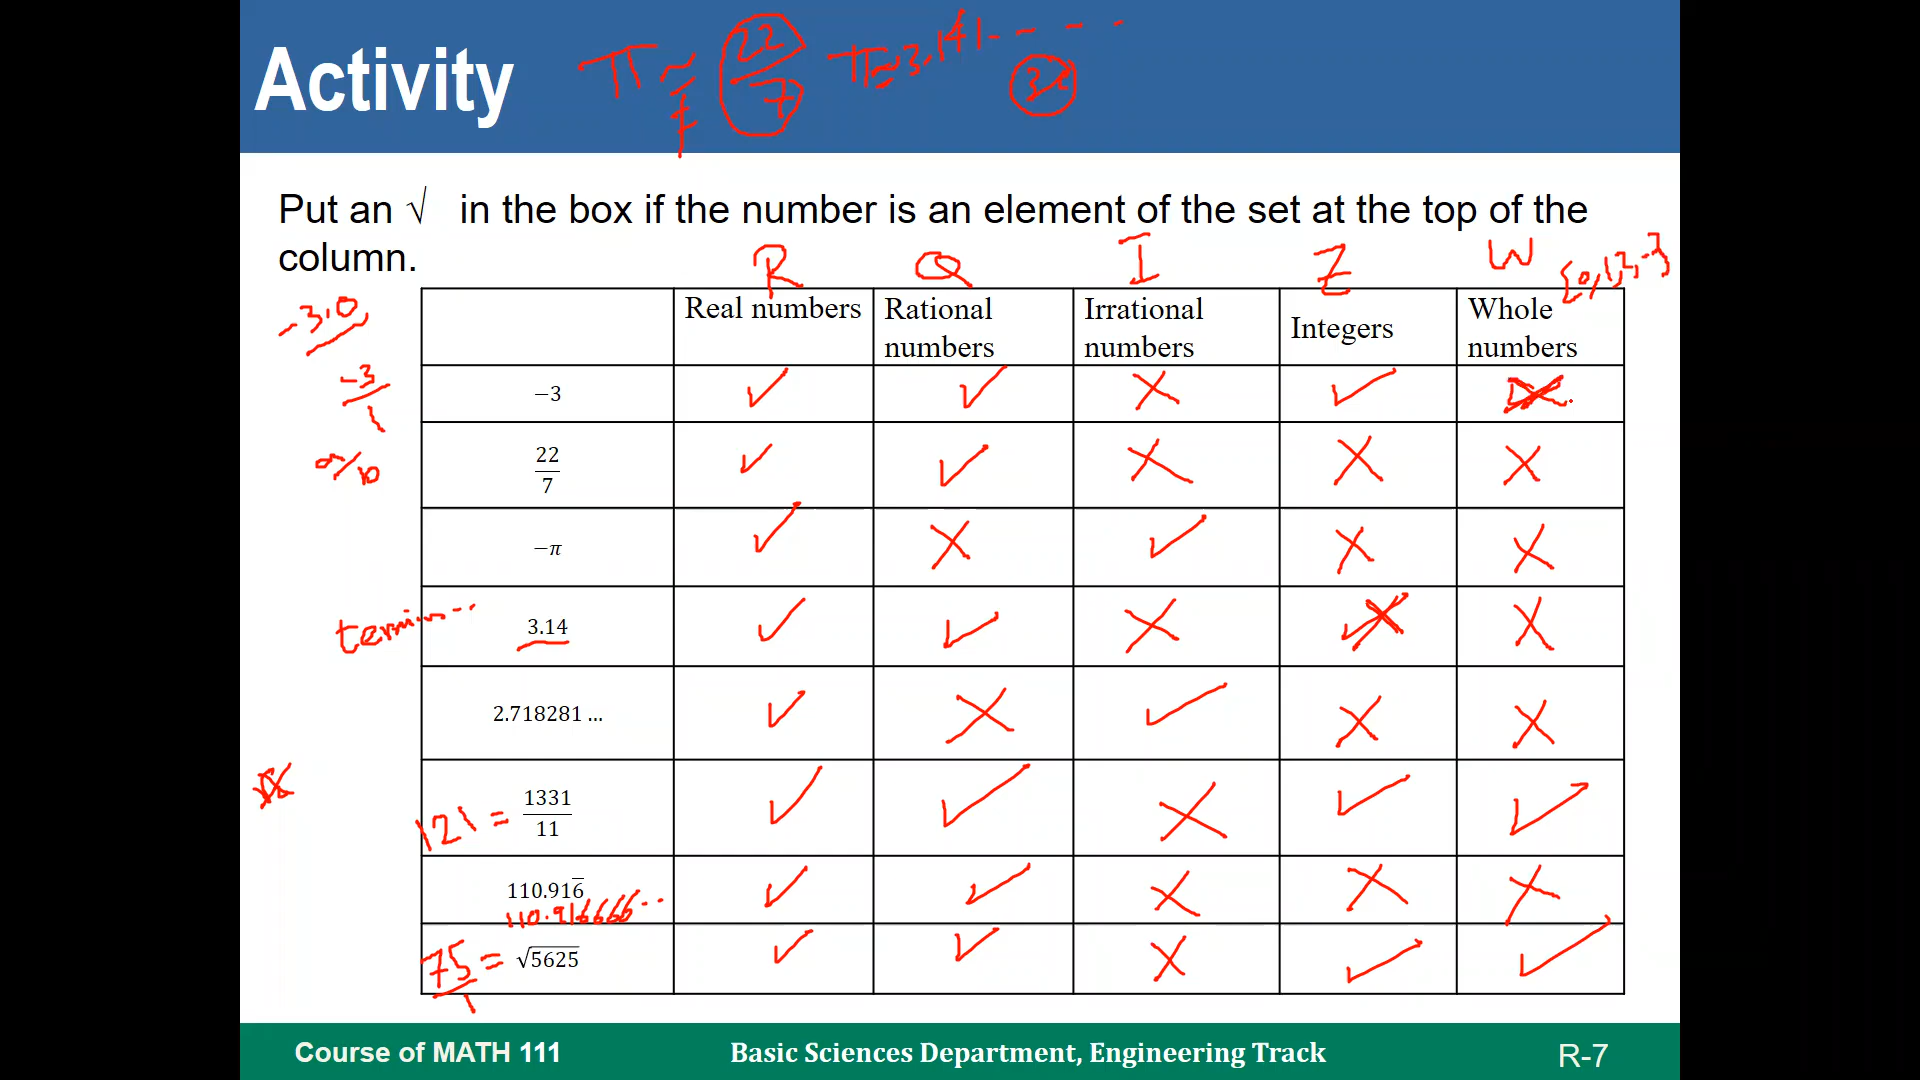 Activity
π ≈ 22/7 π ≈ 3.141 - - - -
≠
Put an √ in the box if the number is an element of the set at the top of the
column.
R Q I Z W {0,1,2,--}
Real numbers Rational numbers Irrational numbers Integers Whole numbers
-3.0
-3/1
−3 ✓ ✓ × ✓ ×
a/b
22/7 ✓ ✓ × × ×
−π ✓ × ✓ × ×
termin--
3.14 ✓ ✓ × × ×
2.718281 ... ✓ × ✓ × ×
121 = 1331/11 ✓ ✓ × ✓ ✓
110.916̅ ✓ ✓ × × ×
110.916666--
75/1 = √5625 ✓ ✓ × ✓ ✓
Course of MATH 111 Basic Sciences Department, Engineering Track R-7